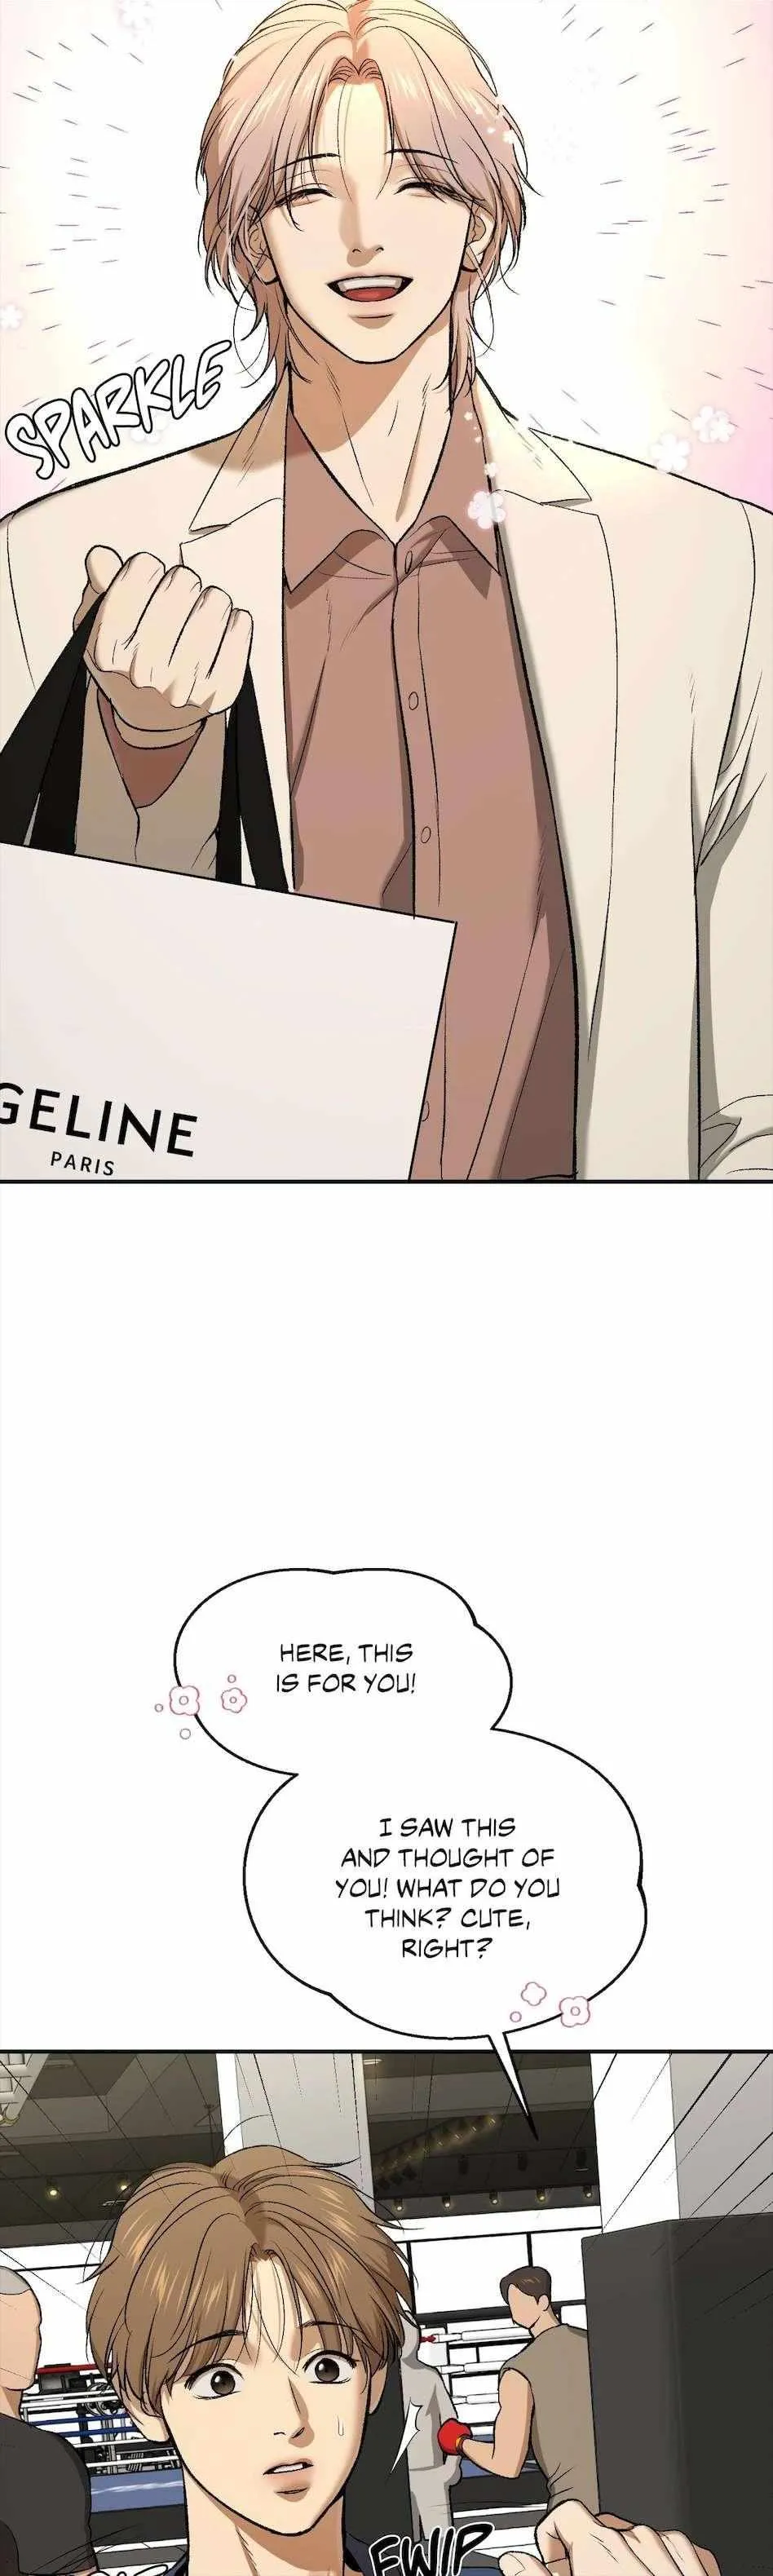 SPARKLE
GELINE
PARIS
HERE, THIS
IS FOR YOU!
I SAW THIS
AND THOUGHT OF
YOU! WHAT DO YOU
THINK? CUTE,
RIGHT?
FWIP